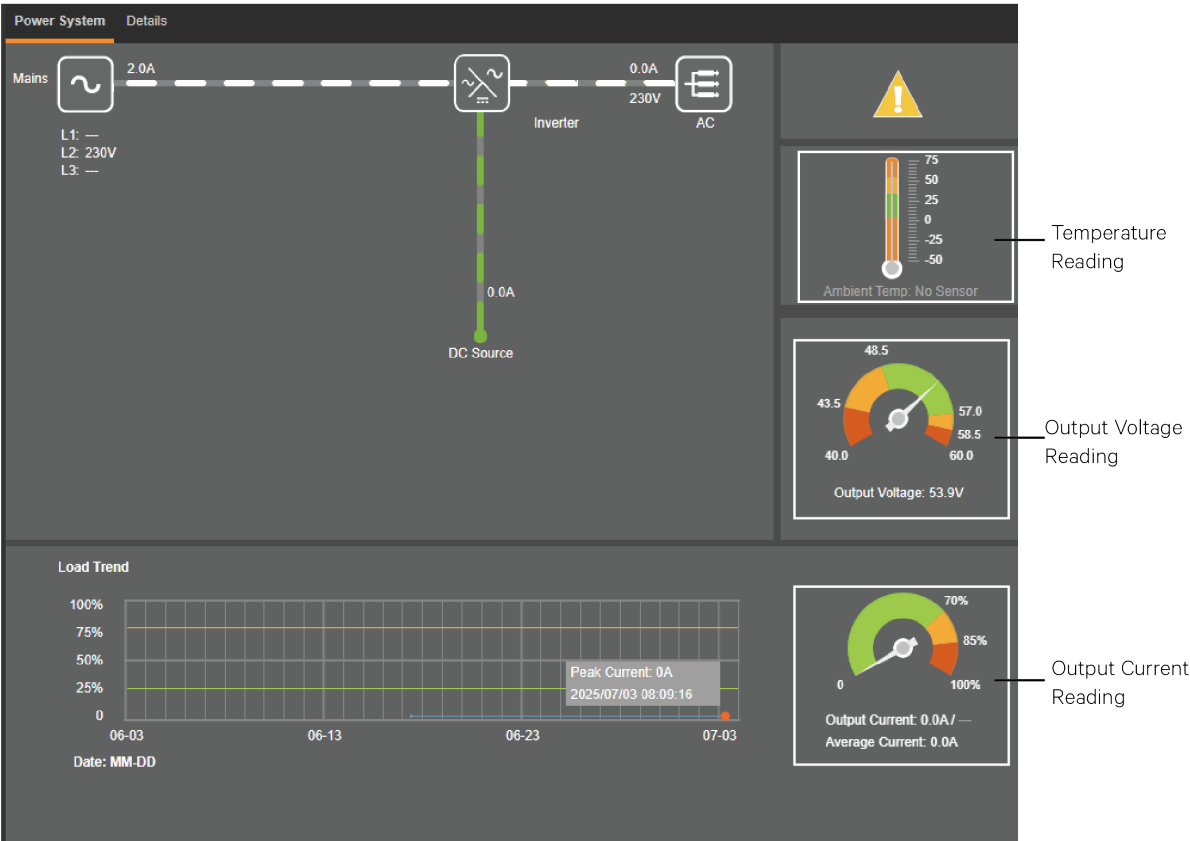 Power System Details
Mains
2.0A
0.0A
230V
Inverter
AC
L1: ---
L2: 230V
L3: ---
0.0A
DC Source
75
50
25
0
-25
-50
Ambient Temp: No Sensor
Temperature
Reading
48.5
43.5
57.0
58.5
40.0
60.0
Output Voltage: 53.9V
Output Voltage
Reading
Load Trend
100%
75%
50%
25%
0
Peak Current: 0A
2025/07/03 08:09:16
06-03
06-13
06-23
07-03
Date: MM-DD
70%
85%
0
100%
Output Current: 0.0A / ---
Average Current: 0.0A
Output Current
Reading